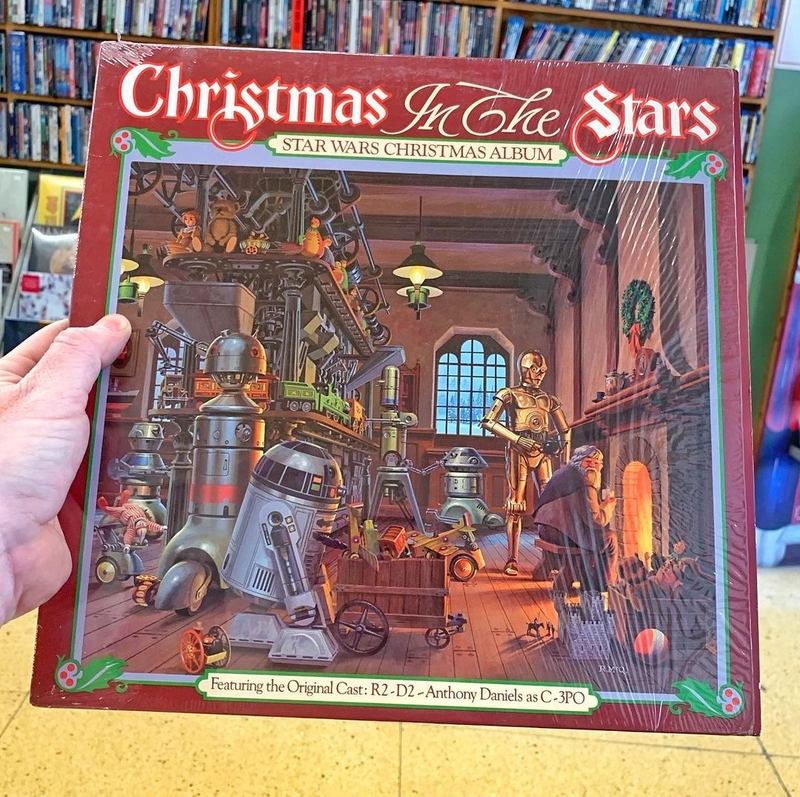 Christmas In The Stars
STAR WARS CHRISTMAS ALBUM
Featuring the Original Cast: R2-D2 - Anthony Daniels as C-3PO